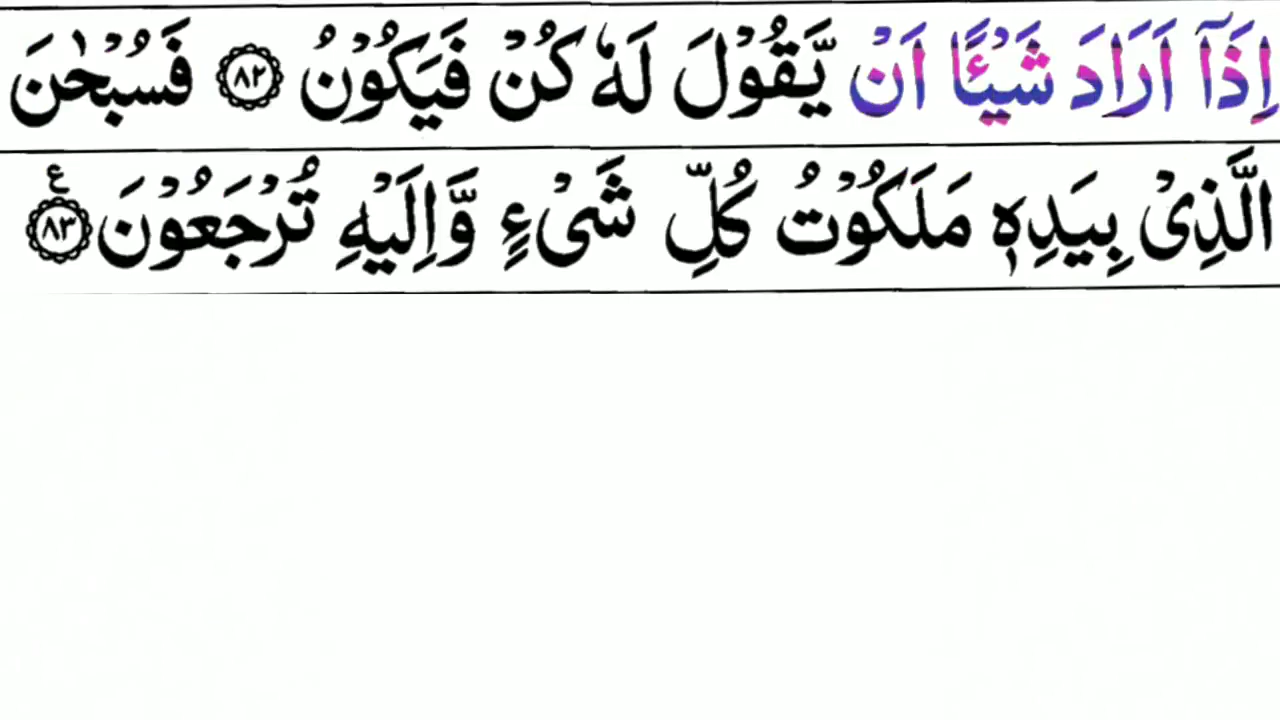 اِذَآ اَرَادَ شَيْـًٔا اَنْ يَّقُوْلَ لَهٗ كُنْ فَيَكُوْنُ ﴿٨٢﴾ فَسُبْحٰنَ
الَّذِىْ بِيَدِهٖ مَلَكُوْتُ كُلِّ شَىْءٍ وَّاِلَيْهِ تُرْجَعُوْنَ ﴿٨٣﴾ ع